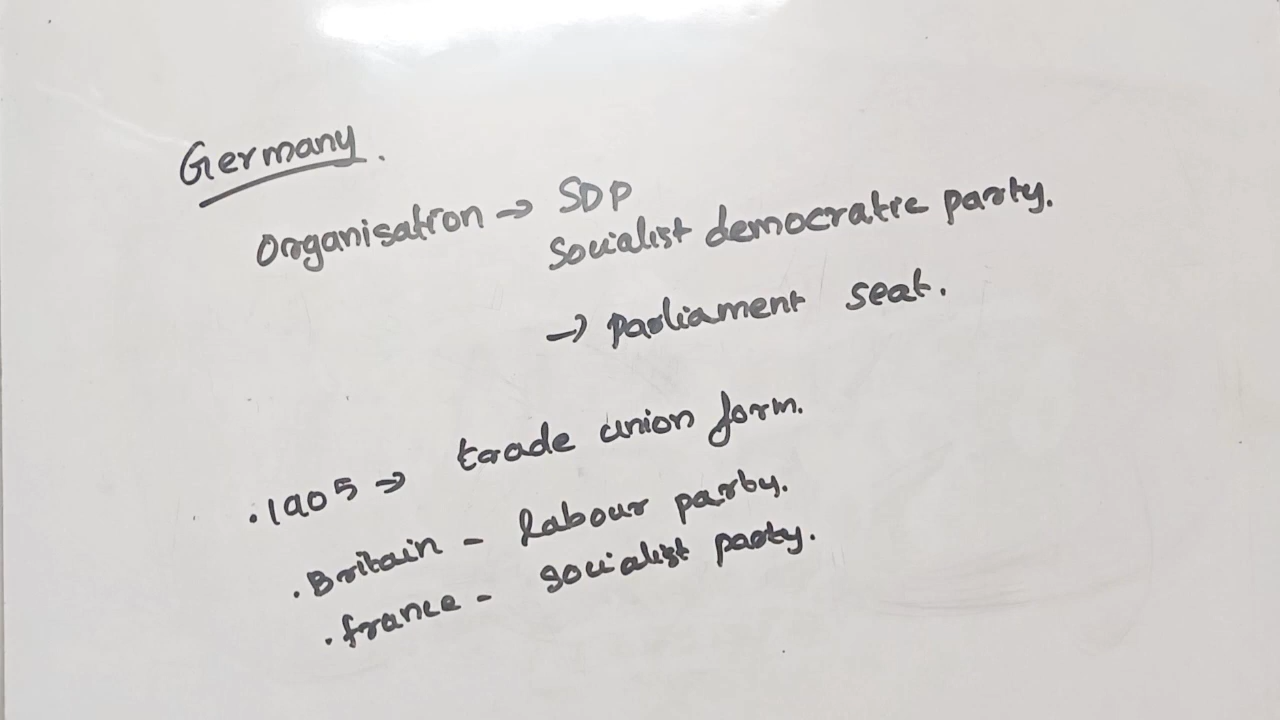 Germany.
Organisation → SDP
Socialist democratic party.
→ parliament seat.
.1905 → trade union form.
.Britain - Labour party.
.france - socialist party.